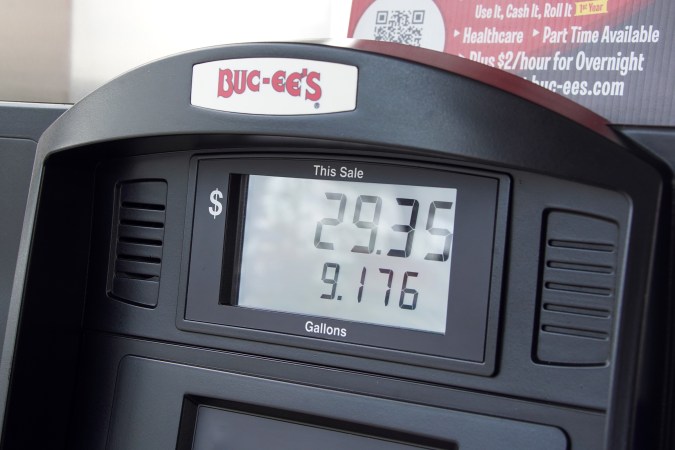 Use It, Cash It, Roll It 1st Year
Healthcare ▸ Part Time Available
Plus $2/hour for Overnight
buc-ees.com
BUC-EE'S
This Sale
$ 29.35
9.176
Gallons